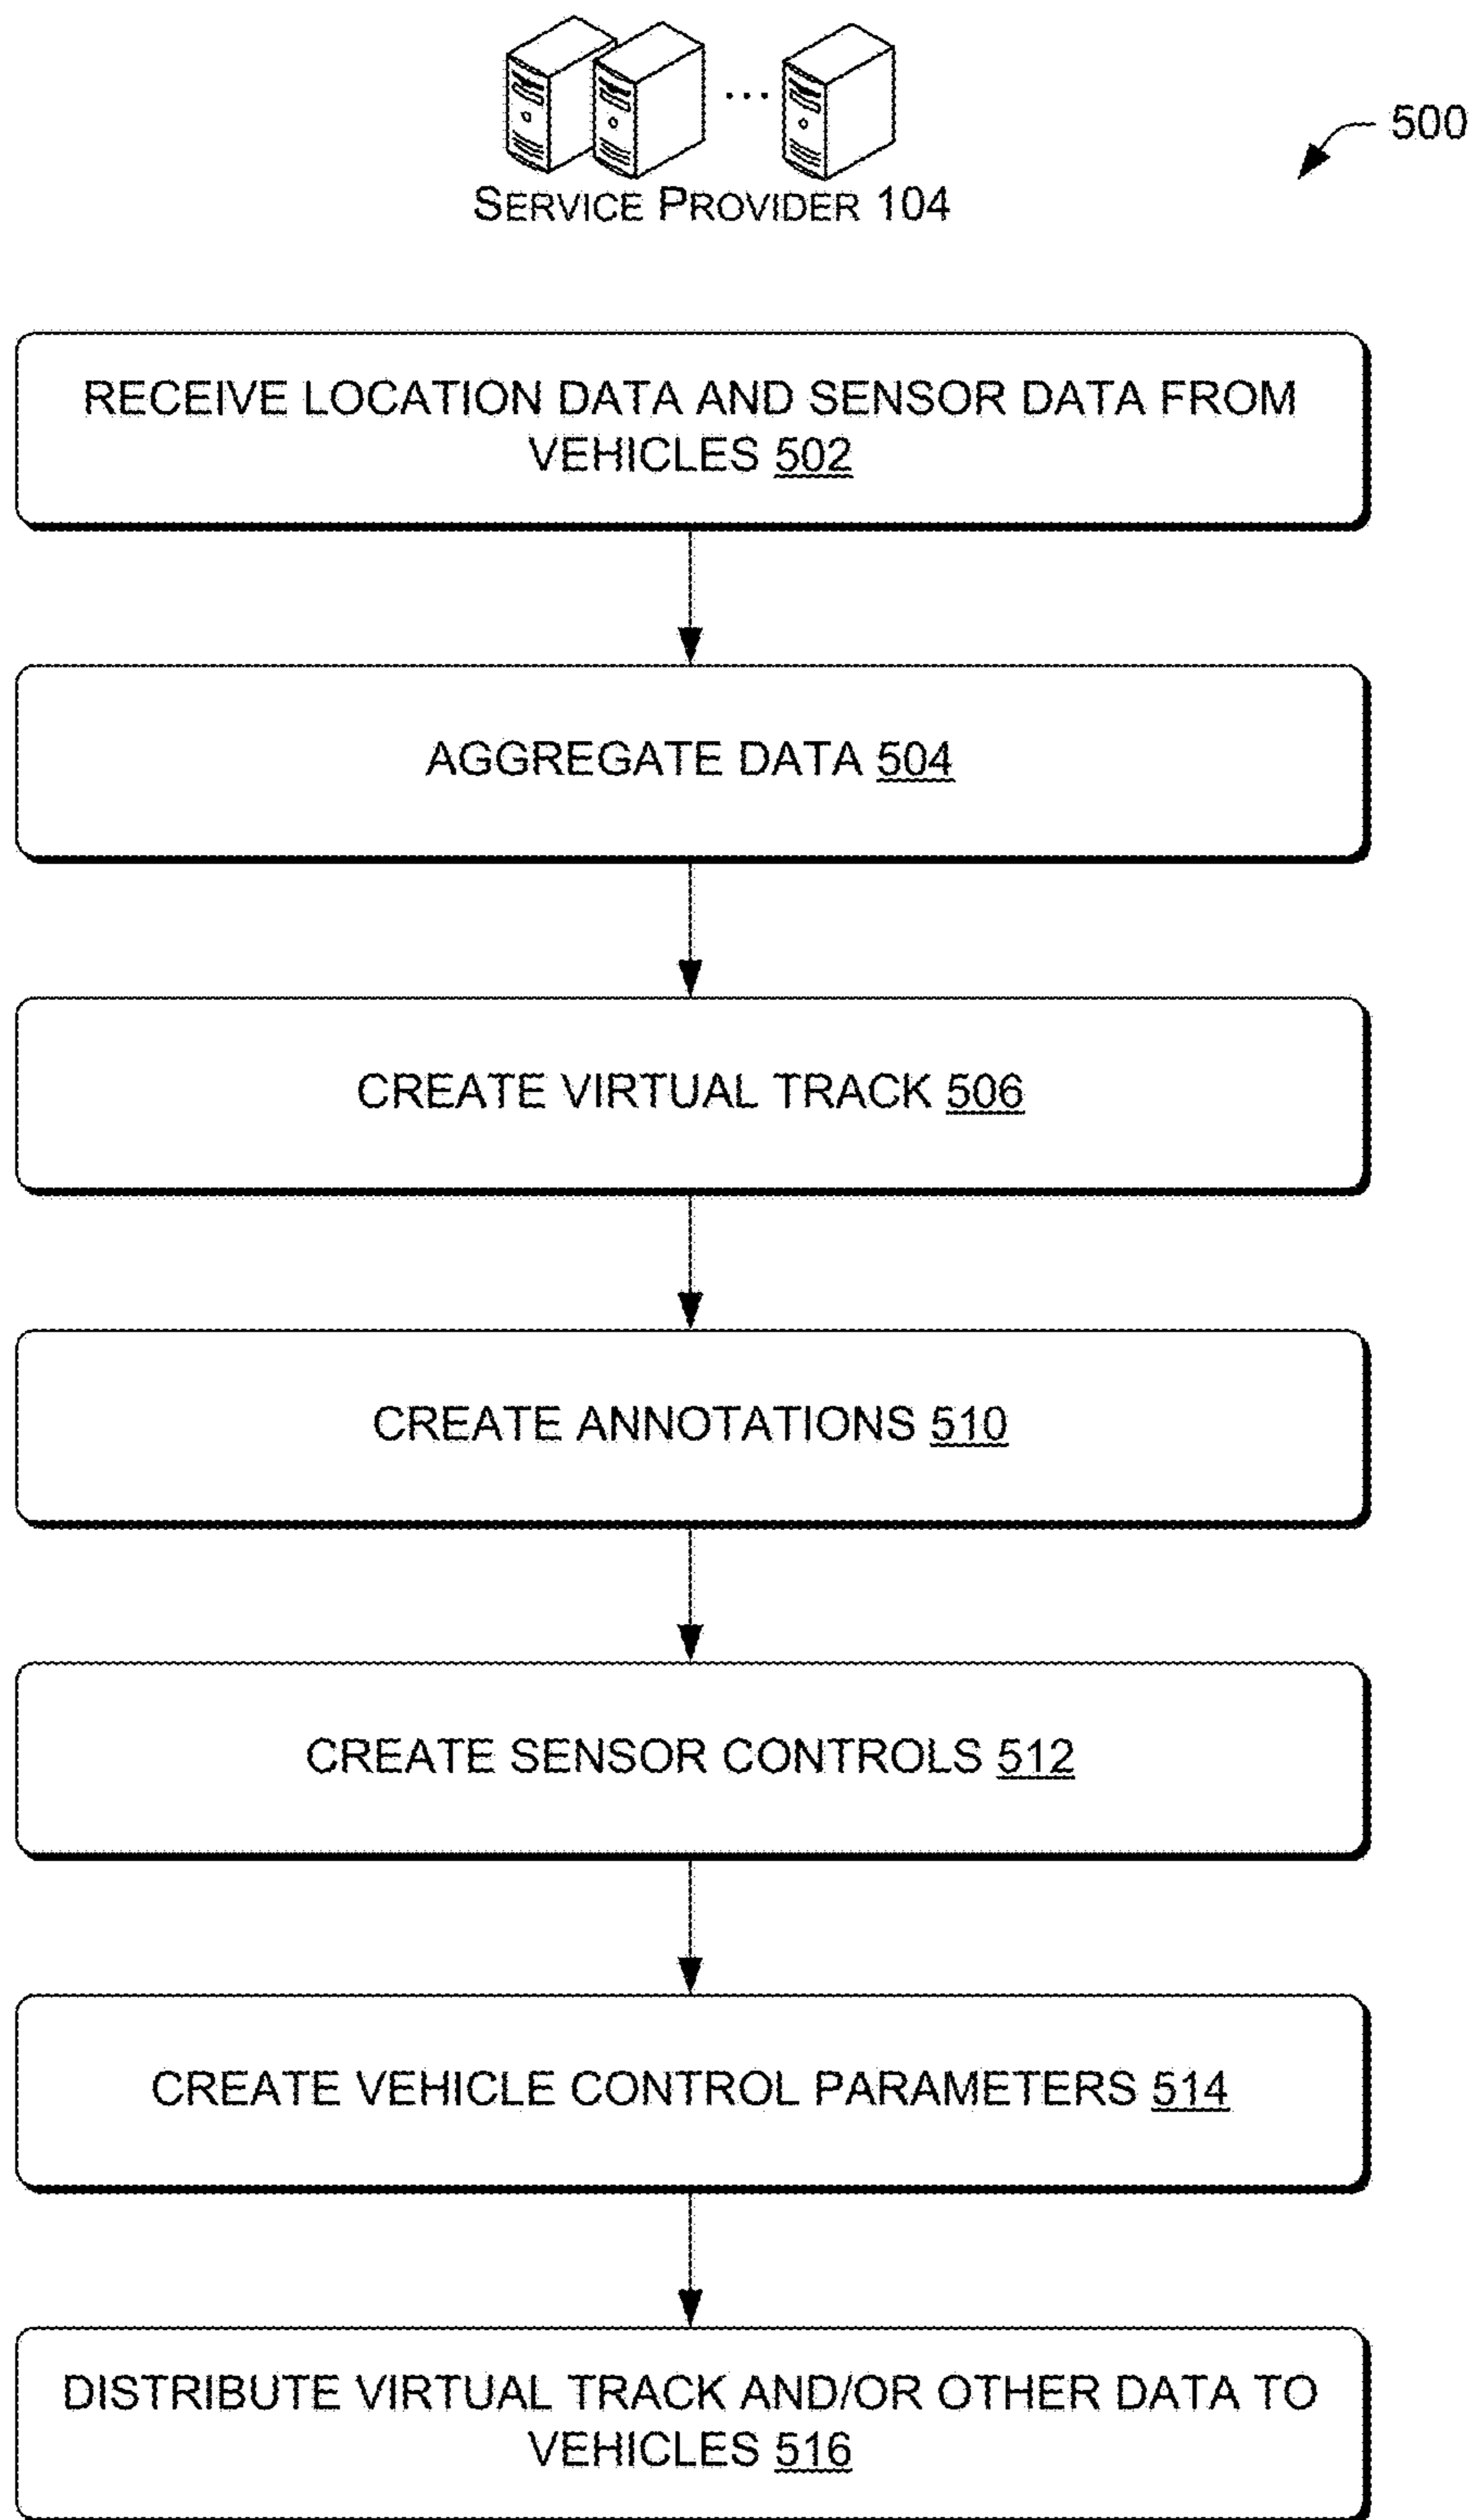 500
SERVICE PROVIDER 104
RECEIVE LOCATION DATA AND SENSOR DATA FROM
VEHICLES 502
AGGREGATE DATA 504
CREATE VIRTUAL TRACK 506
CREATE ANNOTATIONS 510
CREATE SENSOR CONTROLS 512
CREATE VEHICLE CONTROL PARAMETERS 514
DISTRIBUTE VIRTUAL TRACK AND/OR OTHER DATA TO
VEHICLES 516